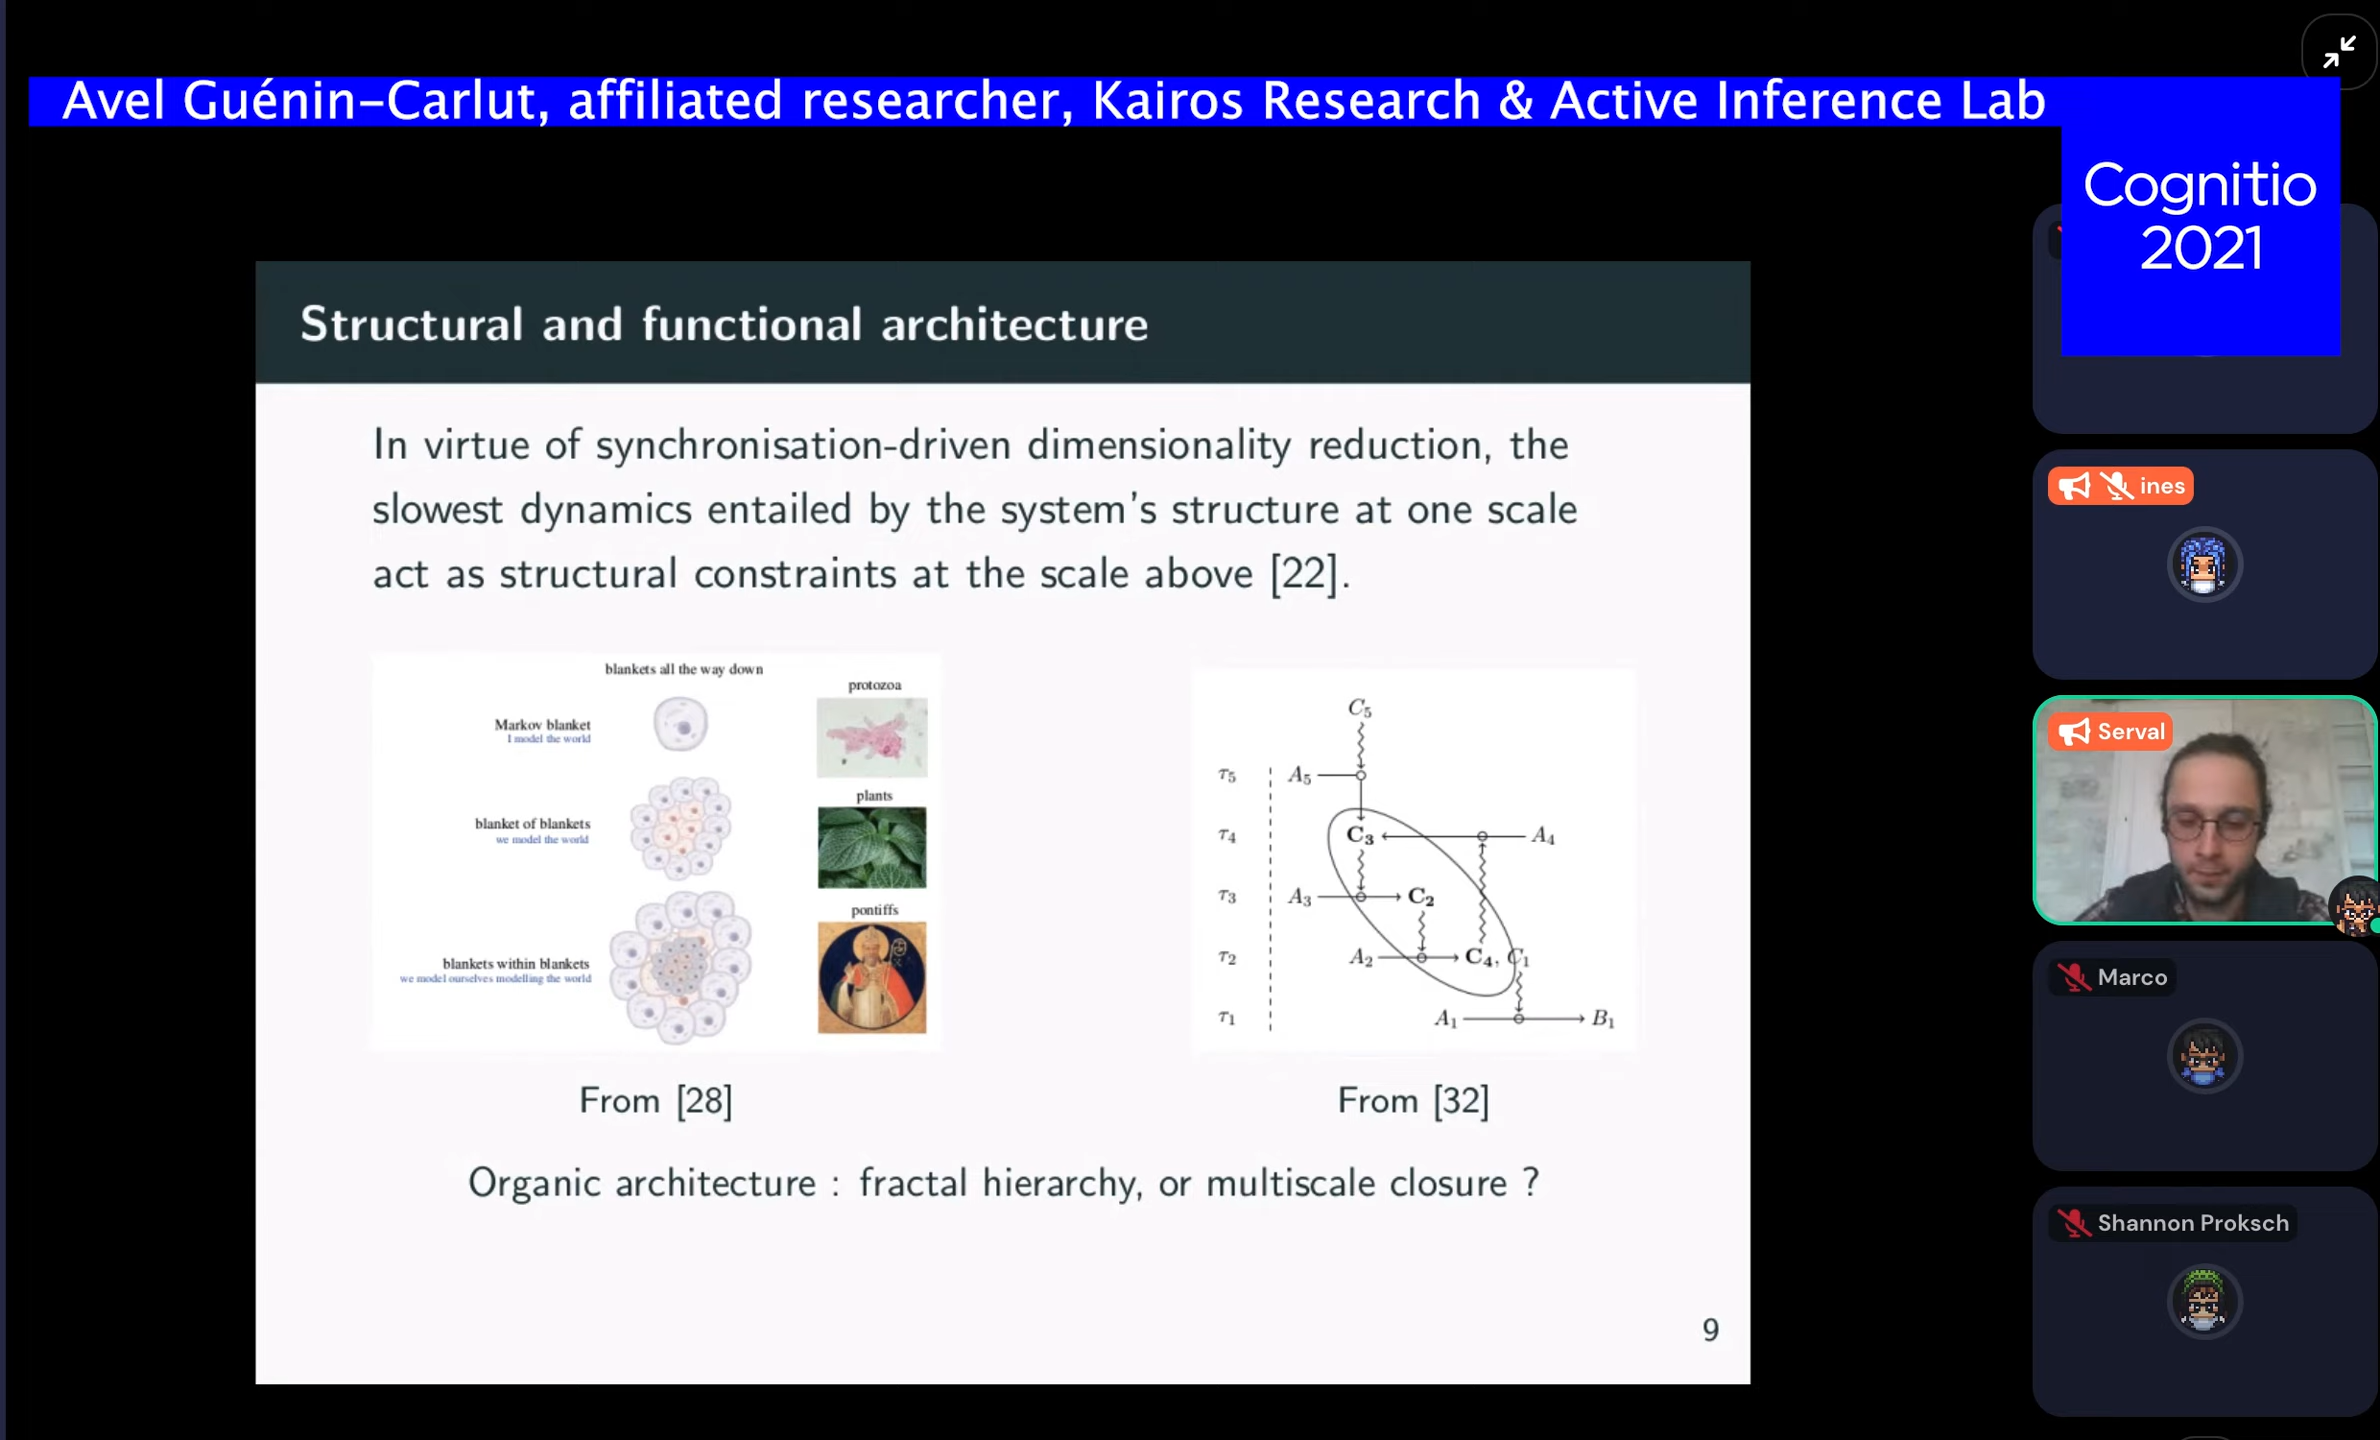 Avel Guénin–Carlut, affiliated researcher, Kairos Research & Active Inference Lab
Cognitio
2021
Structural and functional architecture
In virtue of synchronisation-driven dimensionality reduction, the
slowest dynamics entailed by the system's structure at one scale
act as structural constraints at the scale above [22].
blankets all the way down
Markov blanket
I model the world
protozoa
blanket of blankets
we model the world
plants
blankets within blankets
we model ourselves modelling the world
pontiffs
From [28]
C₅
τ₅ A₅
τ₄ C₃ A₄
τ₃ A₃ C₂
τ₂ A₂ C₄, C₁
τ₁ A₁ B₁
From [32]
Organic architecture : fractal hierarchy, or multiscale closure ?
9
ines
Serval
Marco
Shannon Proksch